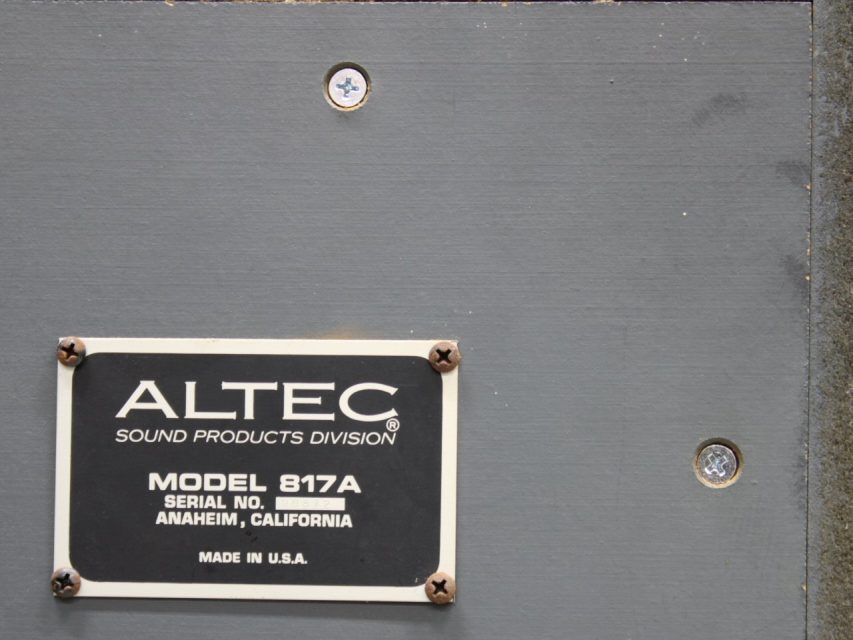 ALTEC®
SOUND PRODUCTS DIVISION
MODEL 817A
SERIAL NO.
ANAHEIM, CALIFORNIA
MADE IN U.S.A.